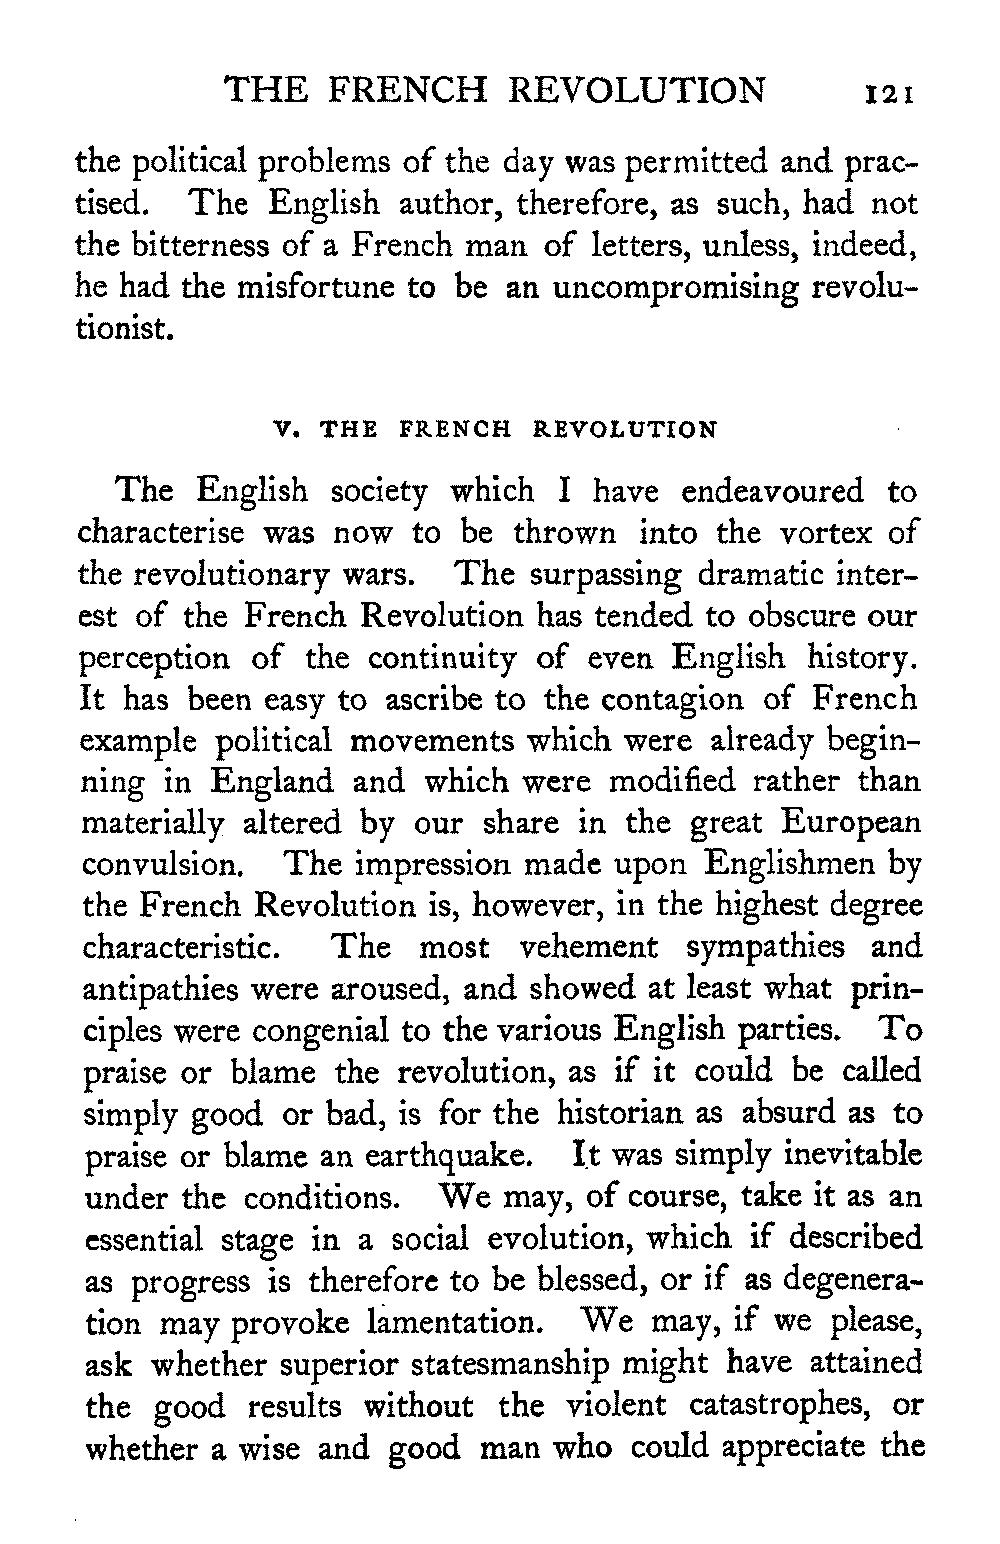 THE FRENCH REVOLUTION 121
the political problems of the day was permitted and prac-
tised. The English author, therefore, as such, had not
the bitterness of a French man of letters, unless, indeed,
he had the misfortune to be an uncompromising revolu-
tionist.
V. THE FRENCH REVOLUTION
The English society which I have endeavoured to
characterise was now to be thrown into the vortex of
the revolutionary wars. The surpassing dramatic inter-
est of the French Revolution has tended to obscure our
perception of the continuity of even English history.
It has been easy to ascribe to the contagion of French
example political movements which were already begin-
ning in England and which were modified rather than
materially altered by our share in the great European
convulsion. The impression made upon Englishmen by
the French Revolution is, however, in the highest degree
characteristic. The most vehement sympathies and
antipathies were aroused, and showed at least what prin-
ciples were congenial to the various English parties. To
praise or blame the revolution, as if it could be called
simply good or bad, is for the historian as absurd as to
praise or blame an earthquake. It was simply inevitable
under the conditions. We may, of course, take it as an
essential stage in a social evolution, which if described
as progress is therefore to be blessed, or if as degenera-
tion may provoke lamentation. We may, if we please,
ask whether superior statesmanship might have attained
the good results without the violent catastrophes, or
whether a wise and good man who could appreciate the